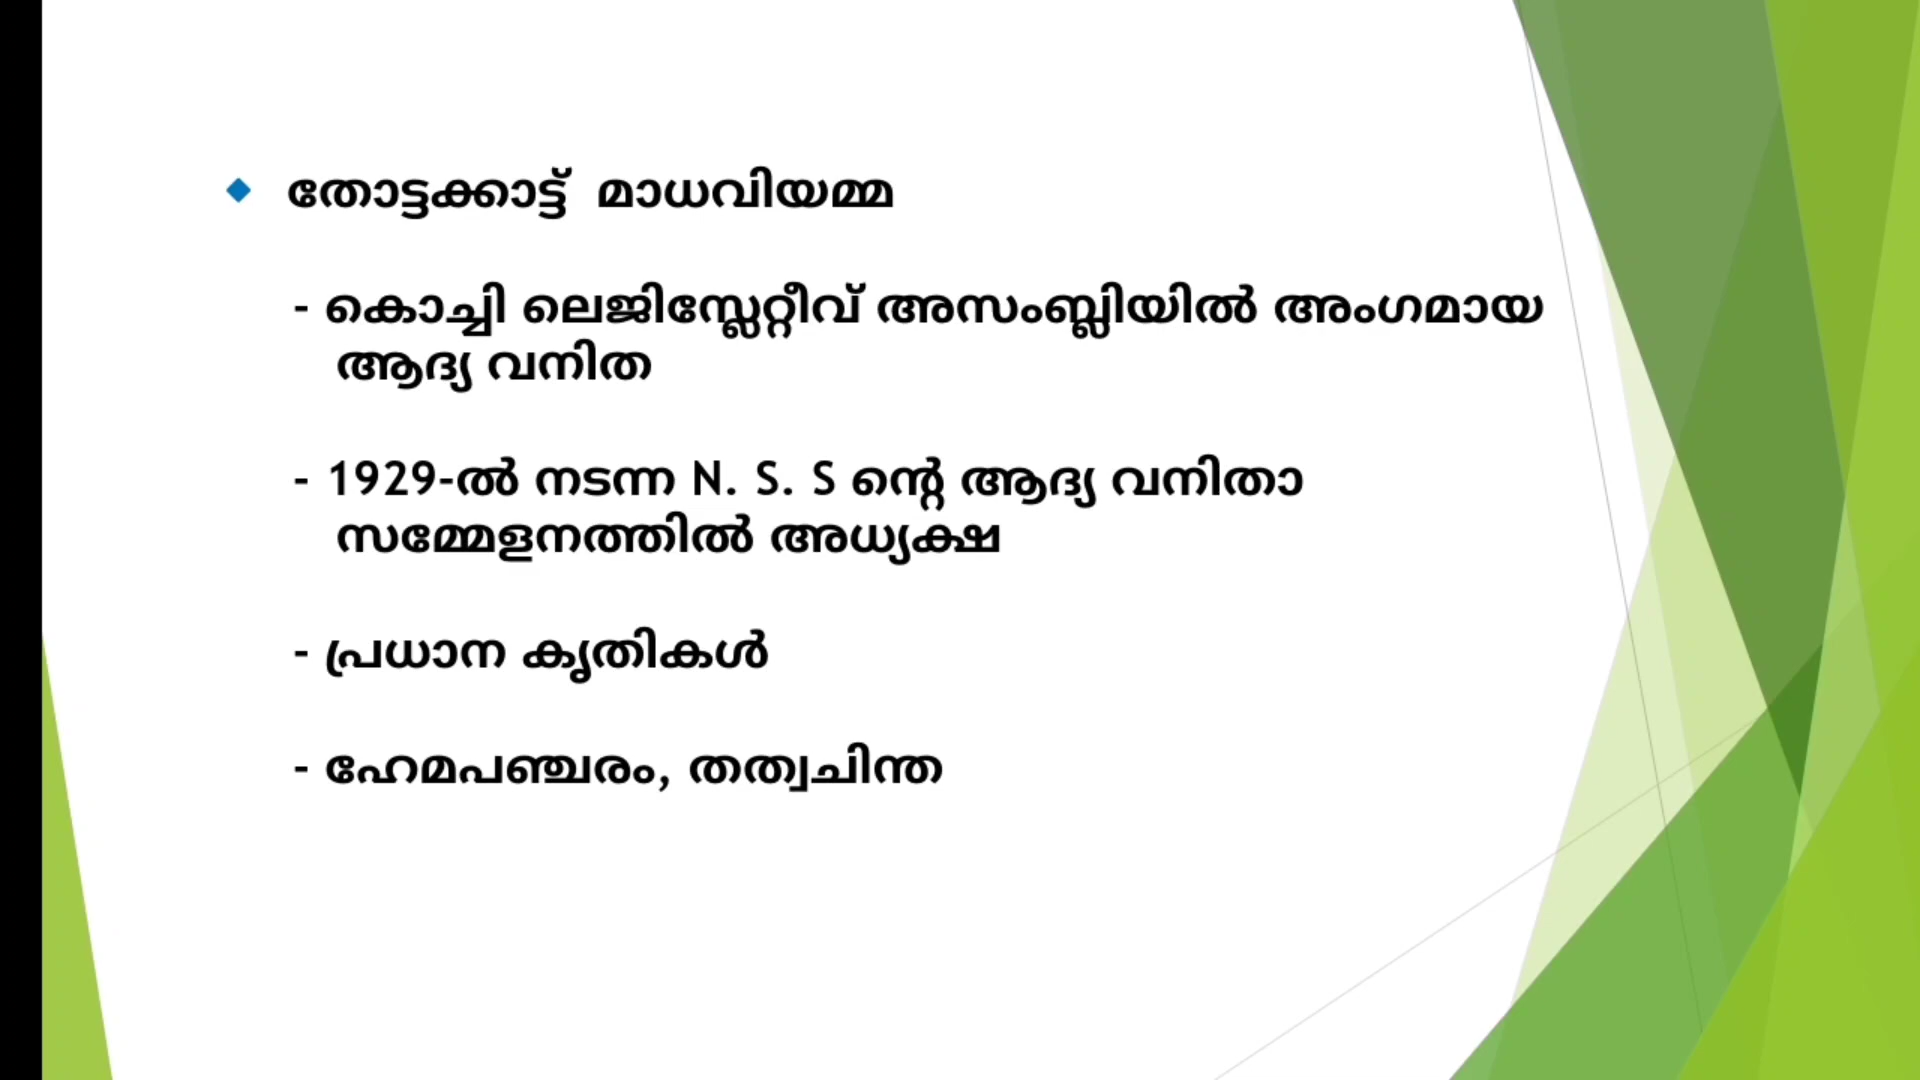 ◆ തോട്ടക്കാട്ട് മാധവിയമ്മ
- കൊച്ചി ലെജിസ്ലേറ്റീവ് അസംബ്ലിയിൽ അംഗമായ
ആദ്യ വനിത
- 1929-ൽ നടന്ന N. S. S ന്റെ ആദ്യ വനിതാ
സമ്മേളനത്തിൽ അധ്യക്ഷ
- പ്രധാന കൃതികൾ
- ഹേമപഞ്ചരം, തത്വചിന്ത